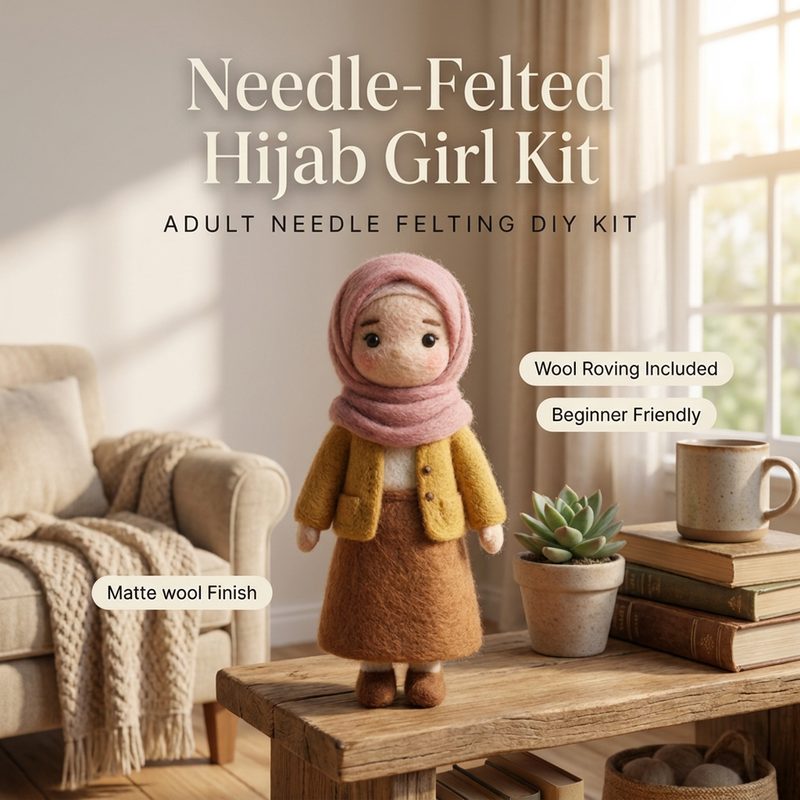 Needle-Felted
Hijab Girl Kit
ADULT NEEDLE FELTING DIY KIT
Wool Roving Included
Beginner Friendly
Matte wool Finish